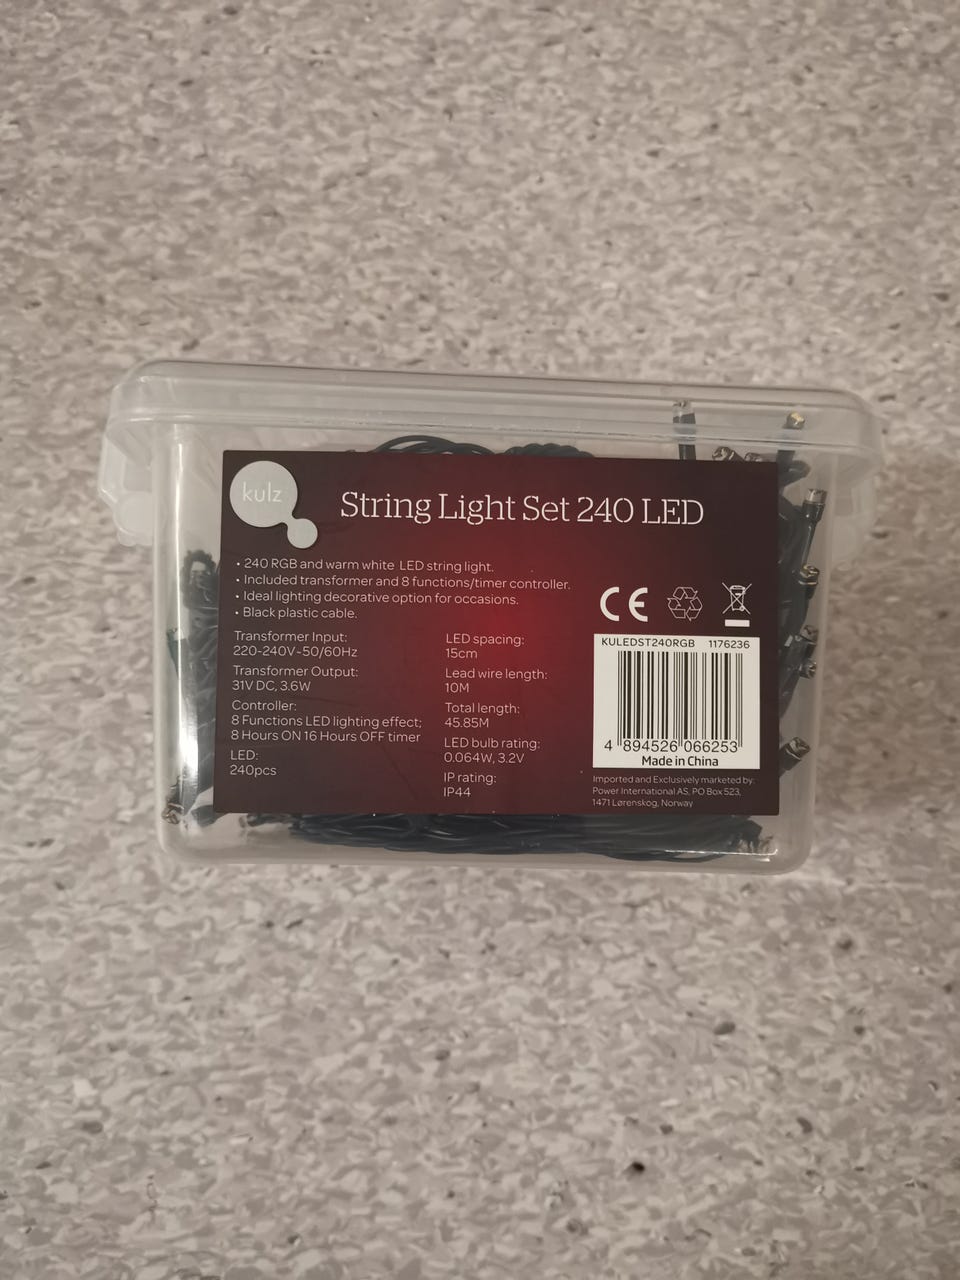 kulz
String Light Set 240 LED
• 240 RGB and warm white LED string light.
• Included transformer and 8 functions/timer controller.
• Ideal lighting decorative option for occasions.
• Black plastic cable.
Transformer Input:
220-240V~50/60Hz
Transformer Output:
31V DC, 3.6W
Controller:
8 Functions LED lighting effect;
8 Hours ON 16 Hours OFF timer
LED:
240pcs
LED spacing:
15cm
Lead wire length:
10M
Total length:
45.85M
LED bulb rating:
0.064W, 3.2V
IP rating:
IP44
CE
KULEDST240RGB 1176236
4 894526 066253
Made in China
Imported and Exclusively marketed by:
Power International AS, PO Box 523,
1471 Lørenskog, Norway